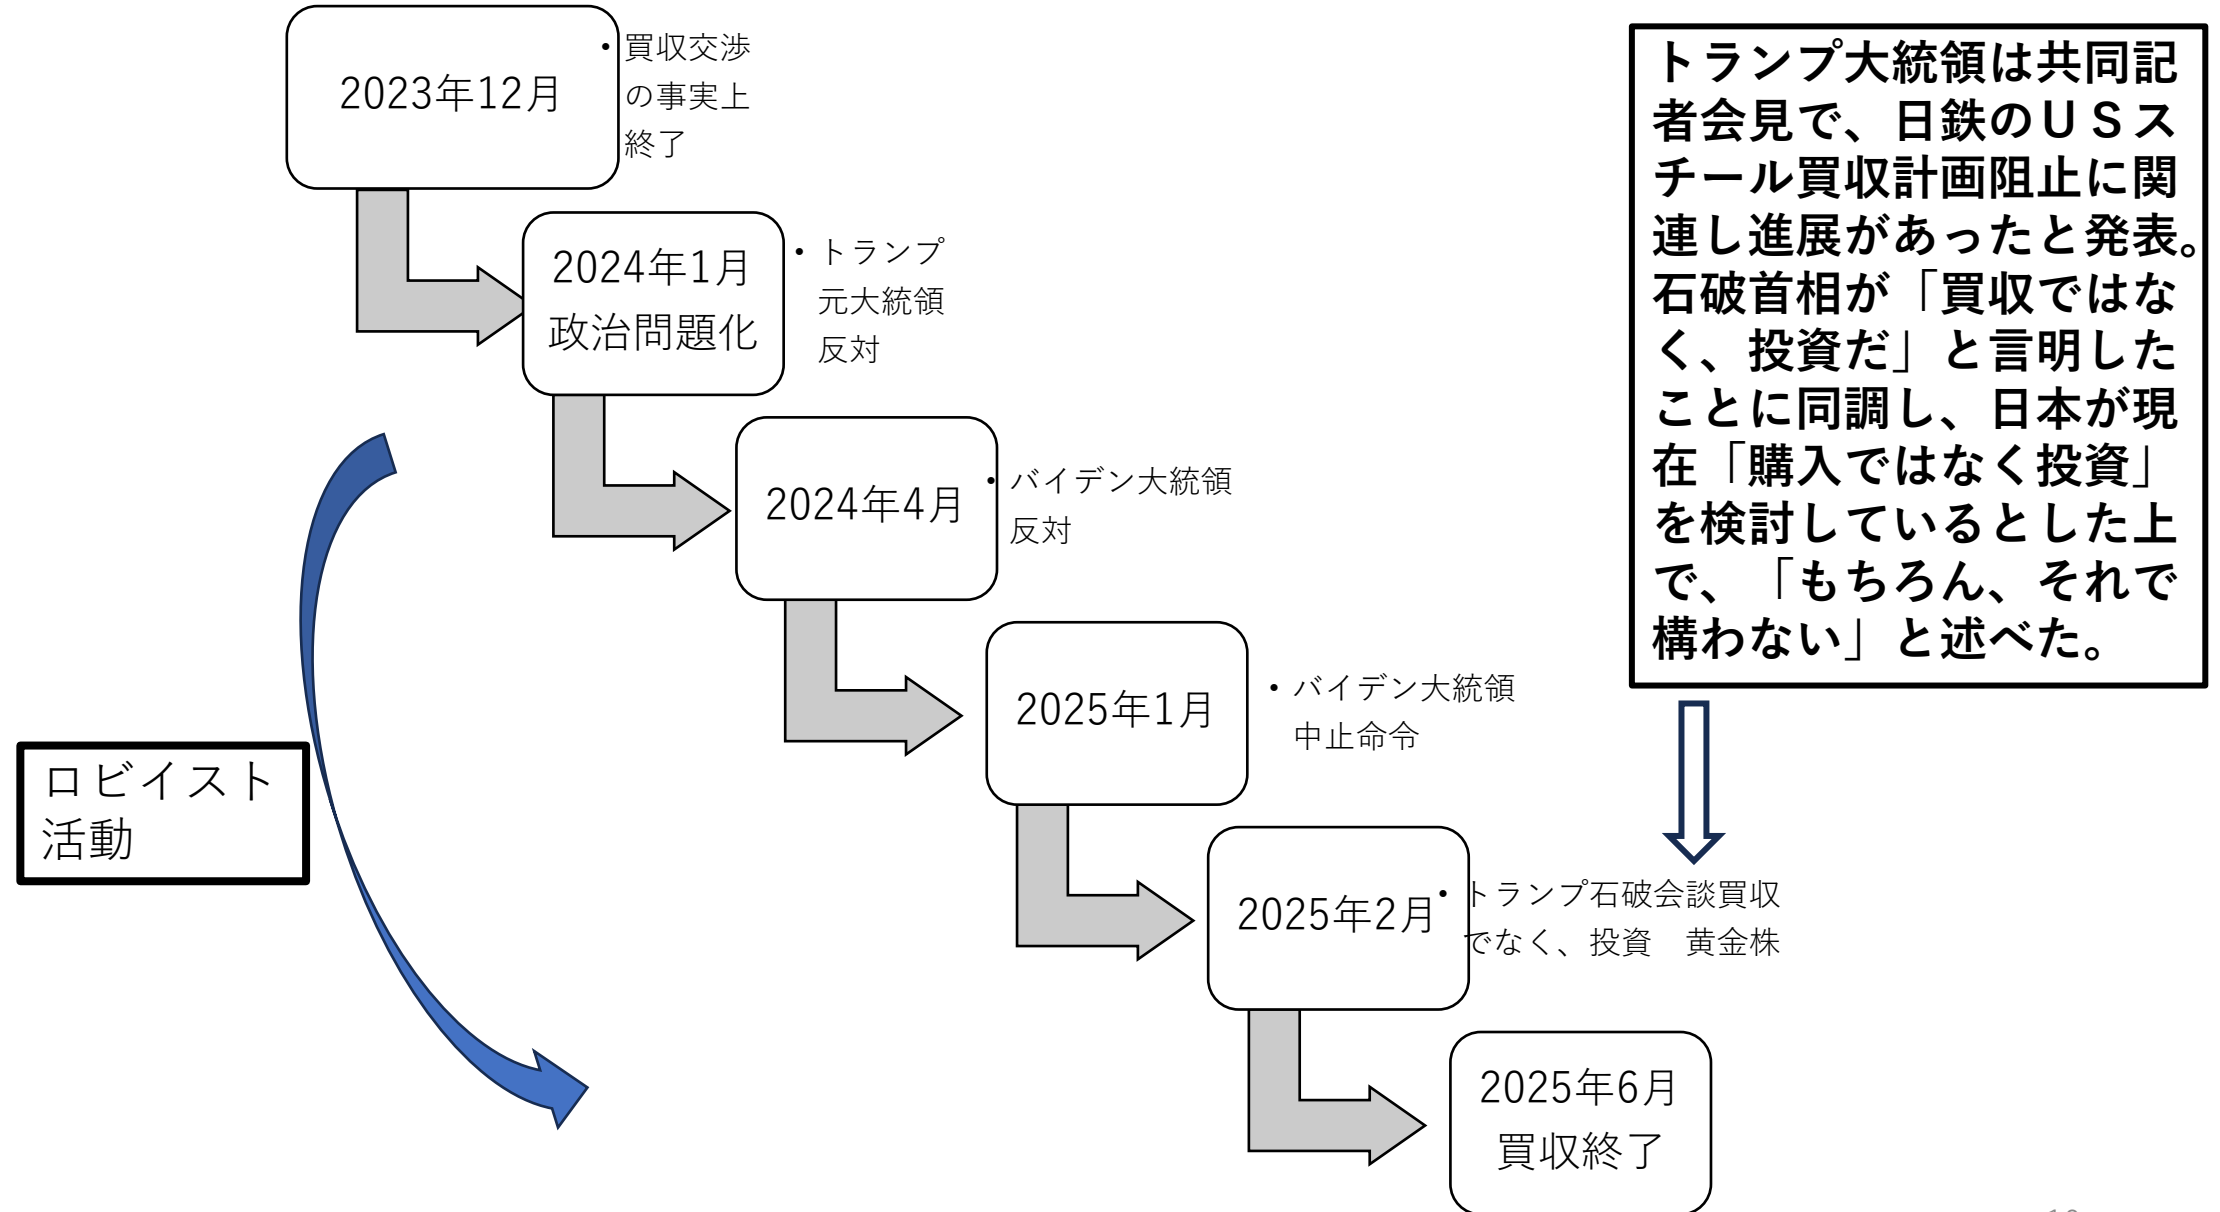 2023年12月
• 買収交渉
の事実上
終了
2024年1月
政治問題化
• トランプ
元大統領
反対
2024年4月
• バイデン大統領
反対
2025年1月
• バイデン大統領
中止命令
2025年2月
• トランプ石破会談買収
でなく、投資　黄金株
2025年6月
買収終了
ロビイスト
活動
トランプ大統領は共同記
者会見で、日鉄のＵＳス
チール買収計画阻止に関
連し進展があったと発表。
石破首相が「買収ではな
く、投資だ」と言明した
ことに同調し、日本が現
在「購入ではなく投資」
を検討しているとした上
で、「もちろん、それで
構わない」と述べた。